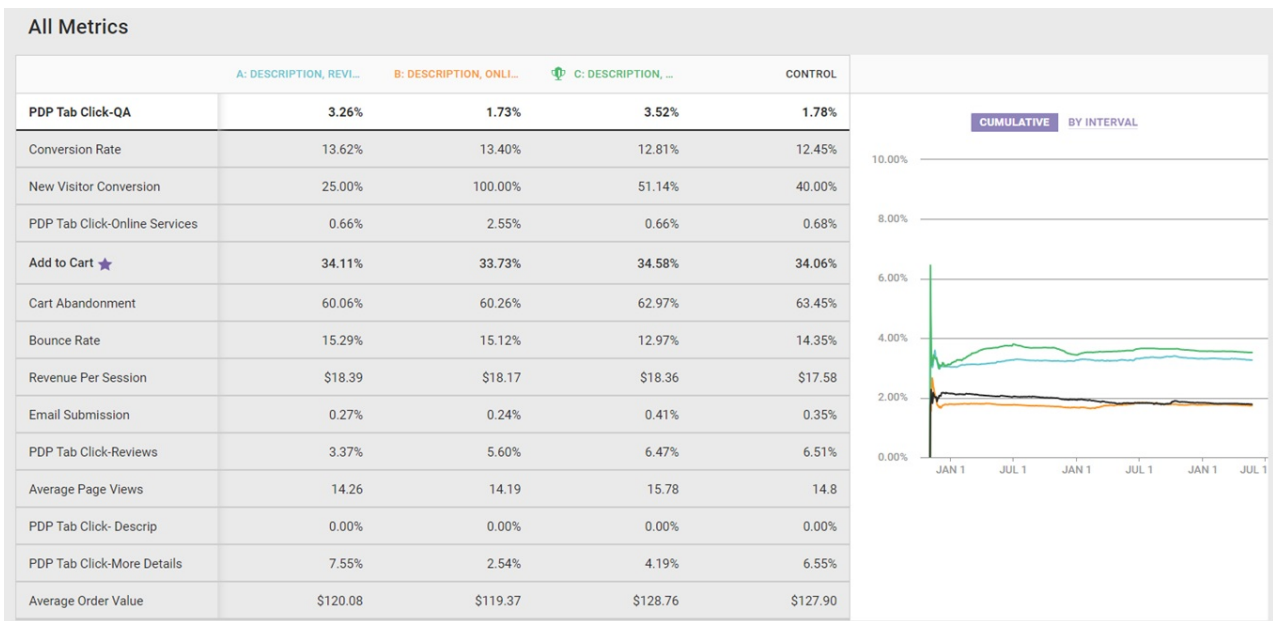 All Metrics
A: DESCRIPTION, REVI... B: DESCRIPTION, ONLI... C: DESCRIPTION, ... CONTROL
PDP Tab Click-QA 3.26% 1.73% 3.52% 1.78%
Conversion Rate 13.62% 13.40% 12.81% 12.45%
New Visitor Conversion 25.00% 100.00% 51.14% 40.00%
PDP Tab Click-Online Services 0.66% 2.55% 0.66% 0.68%
Add to Cart 34.11% 33.73% 34.58% 34.06%
Cart Abandonment 60.06% 60.26% 62.97% 63.45%
Bounce Rate 15.29% 15.12% 12.97% 14.35%
Revenue Per Session $18.39 $18.17 $18.36 $17.58
Email Submission 0.27% 0.24% 0.41% 0.35%
PDP Tab Click-Reviews 3.37% 5.60% 6.47% 6.51%
Average Page Views 14.26 14.19 15.78 14.8
PDP Tab Click- Descrip 0.00% 0.00% 0.00% 0.00%
PDP Tab Click-More Details 7.55% 2.54% 4.19% 6.55%
Average Order Value $120.08 $119.37 $128.76 $127.90
CUMULATIVE BY INTERVAL
10.00%
8.00%
6.00%
4.00%
2.00%
0.00%
JAN 1 JUL 1 JAN 1 JUL 1 JAN 1 JUL 1